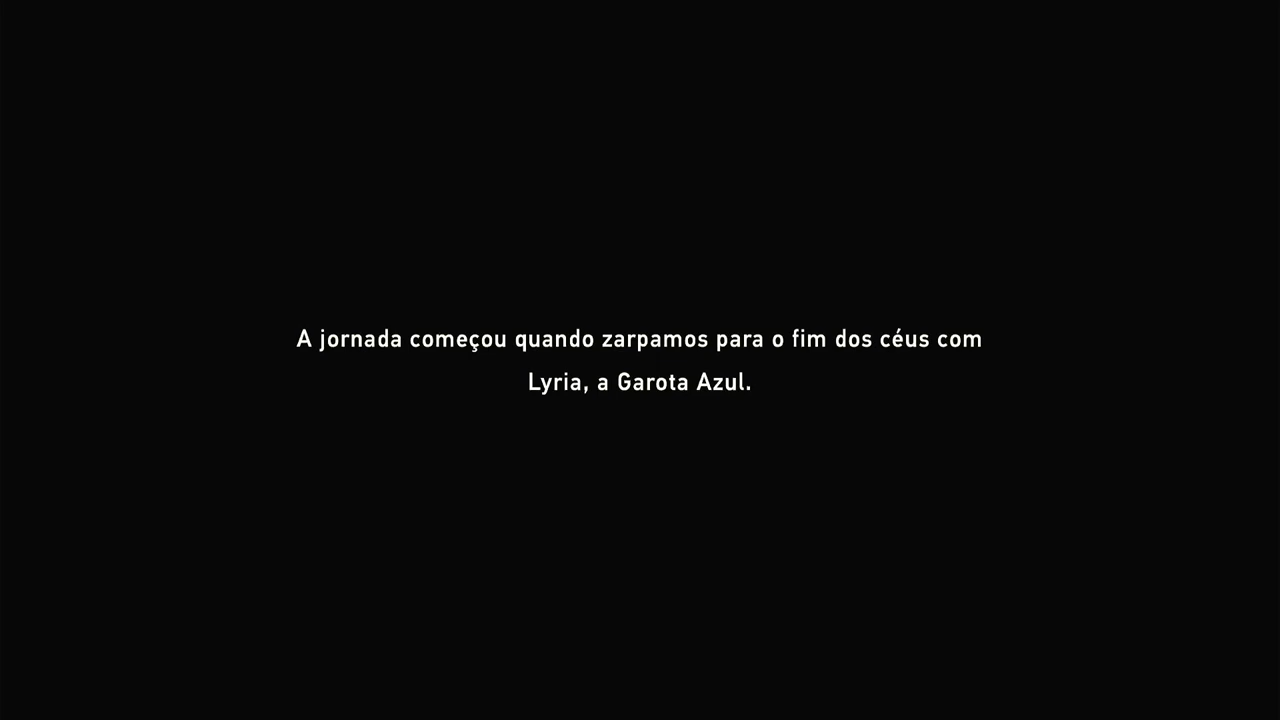 A jornada começou quando zarpamos para o fim dos céus com
Lyria, a Garota Azul.